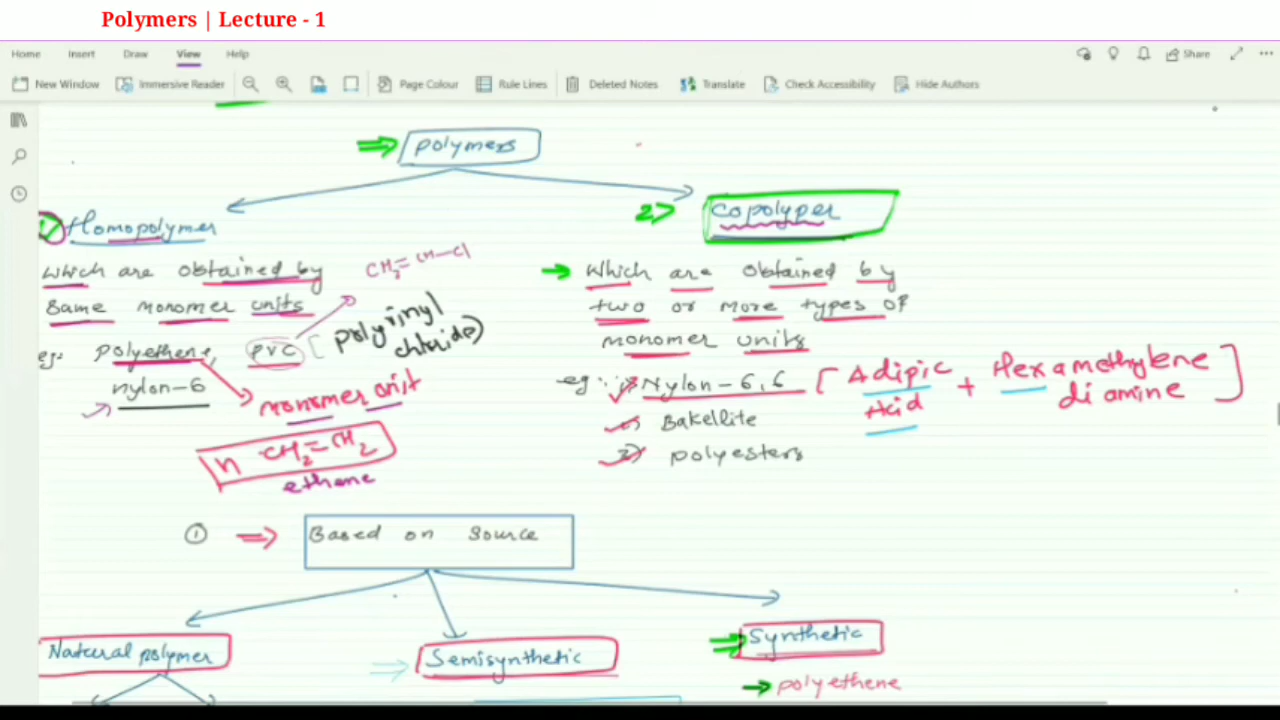 Polymers | Lecture - 1
Home Insert Draw View Help Share
New Window Immersive Reader Page Colour Rule Lines Deleted Notes Translate Check Accessibility Hide Authors
polymers
Homopolymer
which are obtained by
same monomer units
eg: polyethene, PVC [polyvinyl
chloride)
CH2=CH-Cl
nylon-6
monomer unit
n CH2=CH2
ethene
2> copolyper
which are obtained by
two or more types of
monomer units
eg:- 1) Nylon-6,6 [Adipic Acid + Hexamethylene
diamine]
Bakellite
3) polyesters
① ⇒ Based on Source
Natural polymer
Semisynthetic
Synthetic
→ polyethene